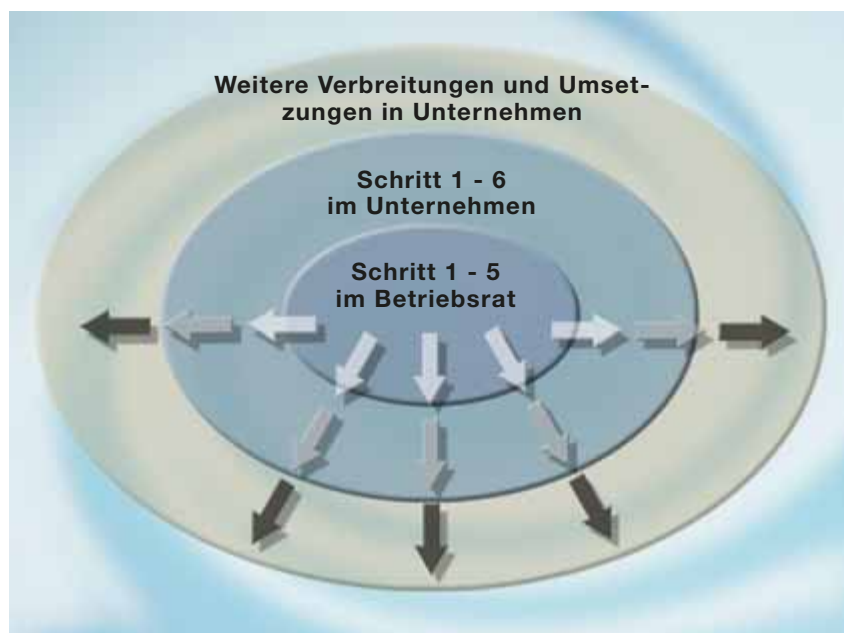 Weitere Verbreitungen und Umset-
zungen in Unternehmen
Schritt 1 - 6
im Unternehmen
Schritt 1 - 5
im Betriebsrat